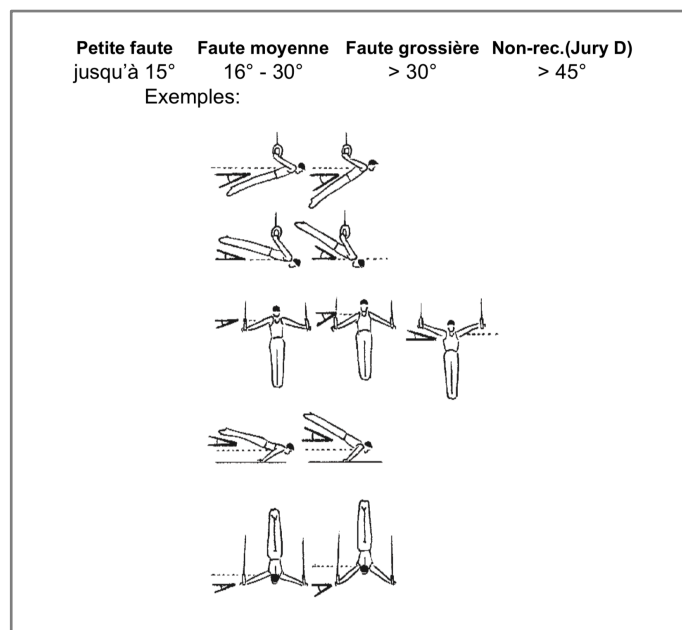 Petite faute Faute moyenne Faute grossière Non-rec.(Jury D)
jusqu'à 15° 16° - 30° > 30° > 45°
Exemples: